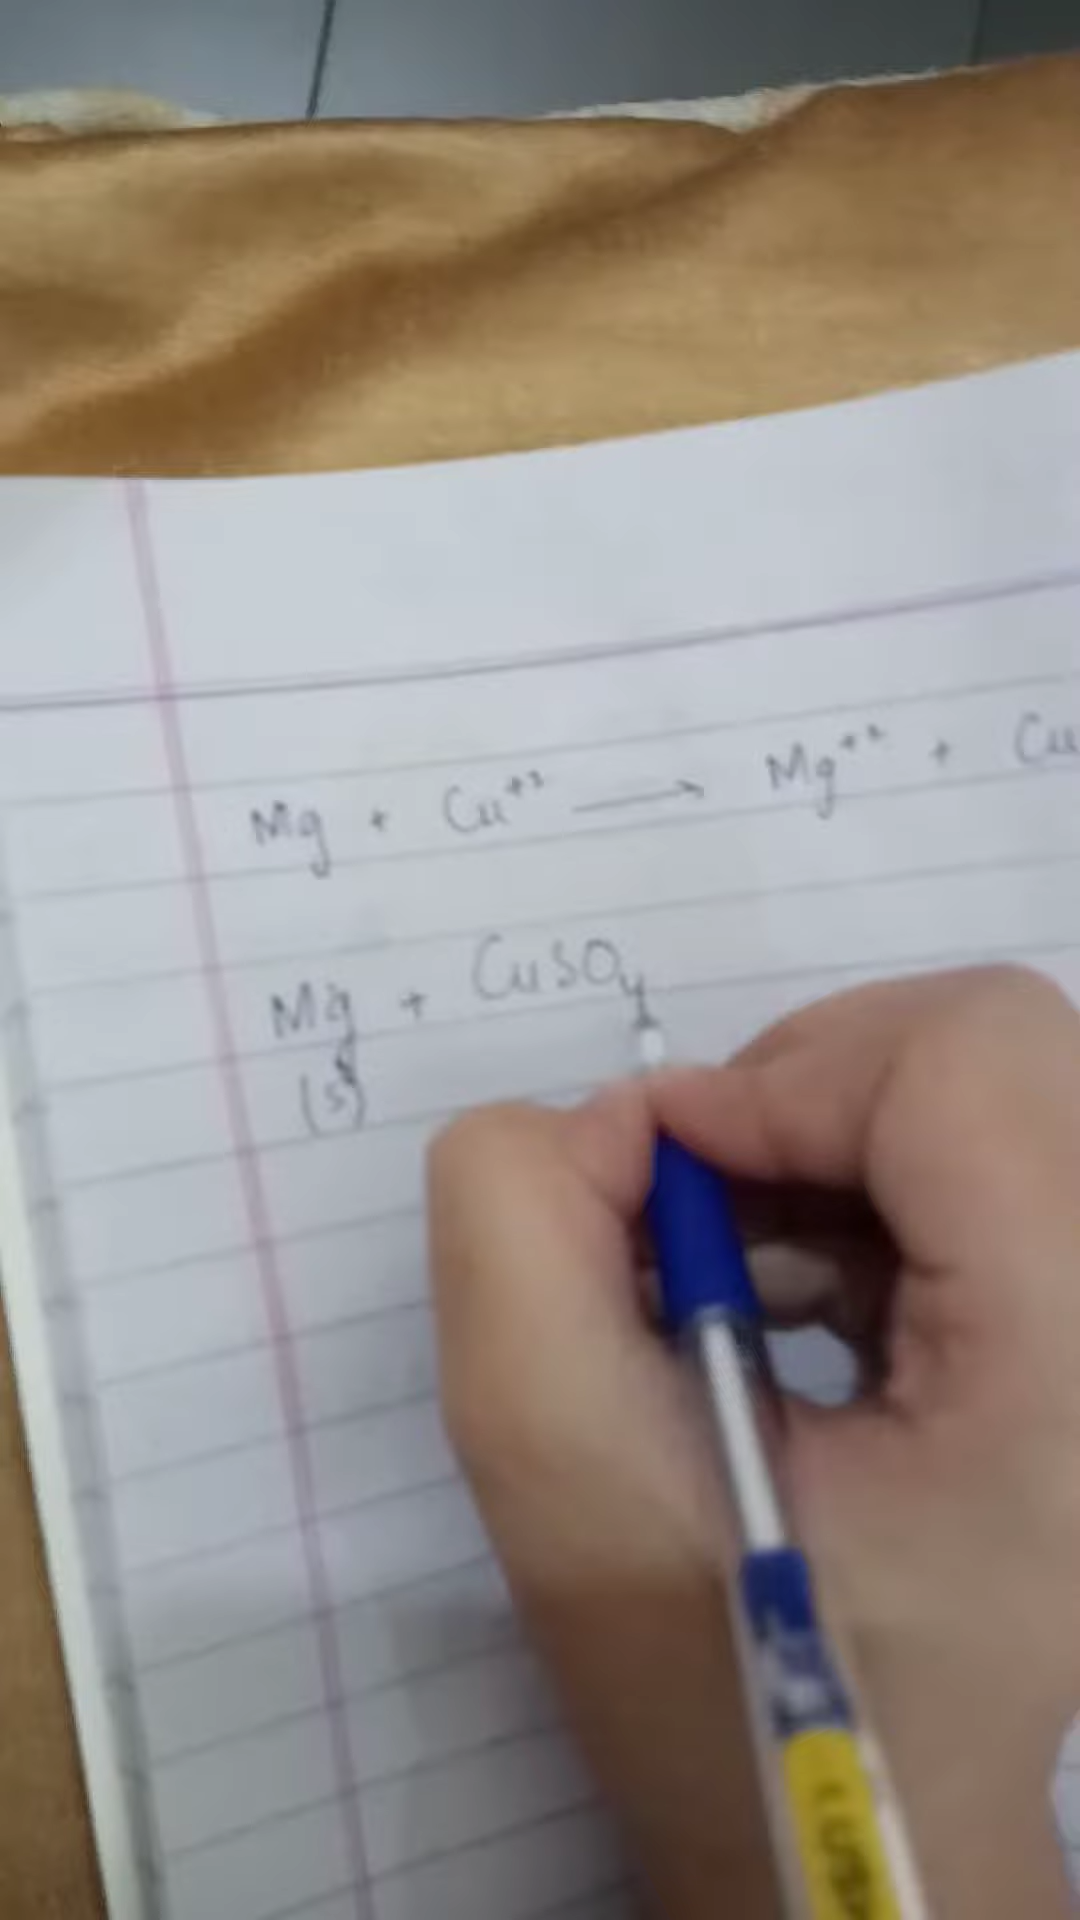 Mg + Cu⁺² ⟶ Mg⁺² + Cu
Mg + CuSO₄
(s)